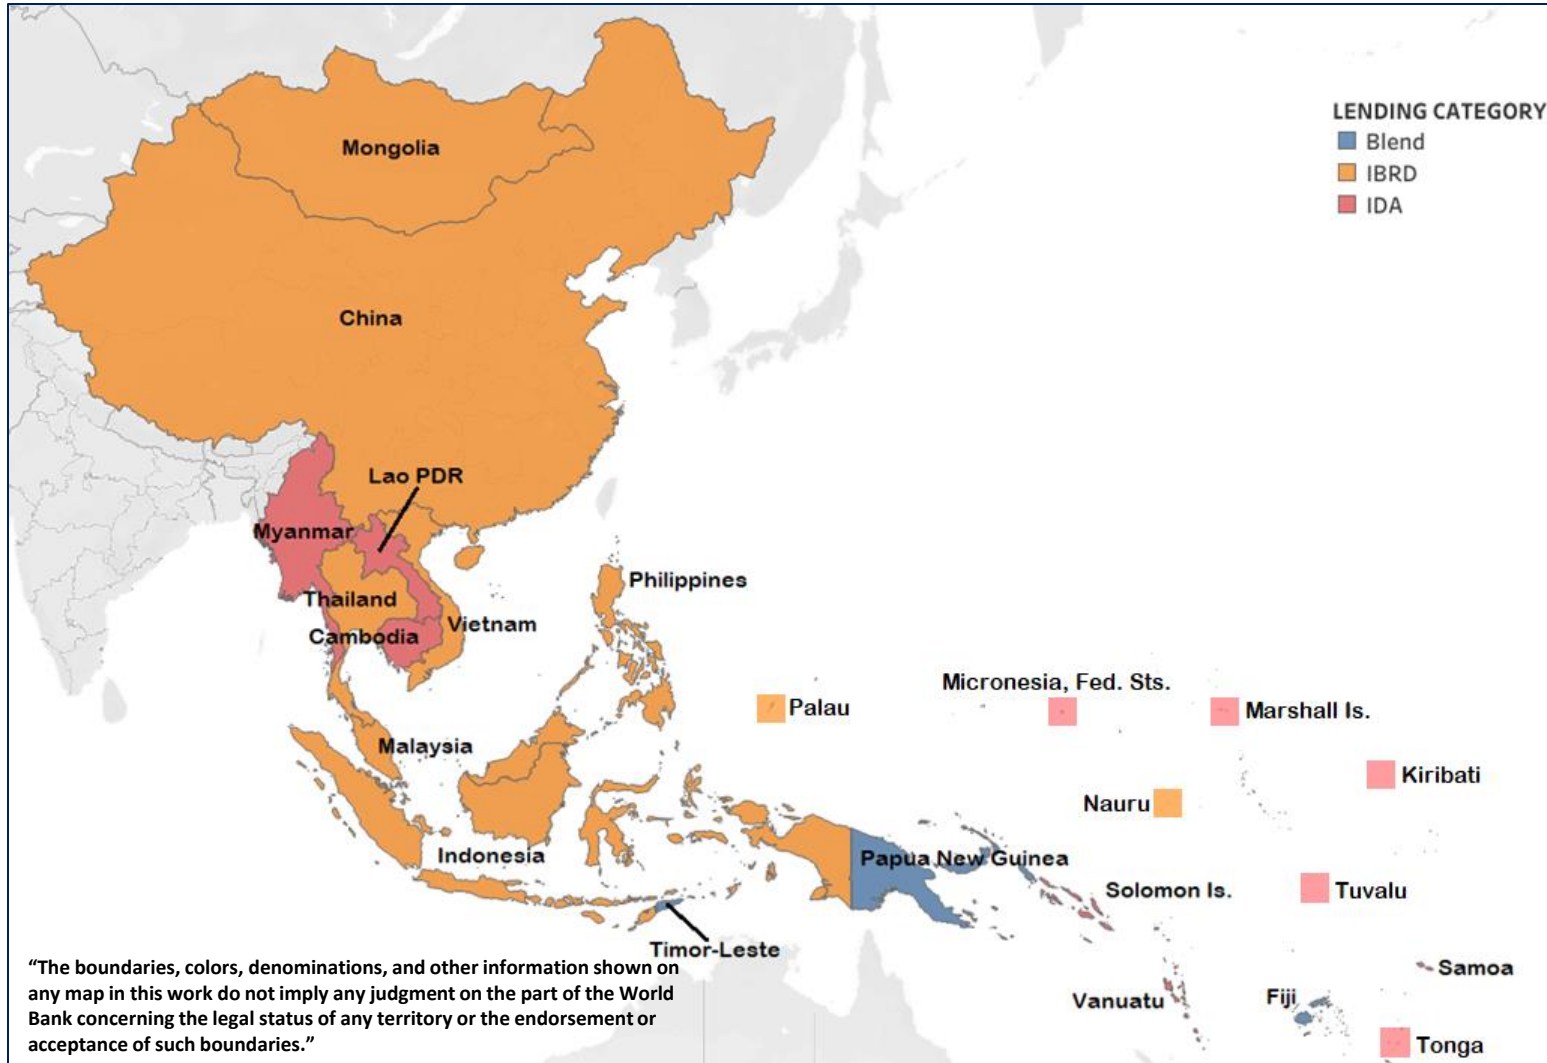 LENDING CATEGORY
Blend
IBRD
IDA
Mongolia
China
Lao PDR
Myanmar
Philippines
Thailand
Vietnam
Cambodia
Micronesia, Fed. Sts.
Palau
Marshall Is.
Malaysia
Kiribati
Nauru
Indonesia
Papua New Guinea
Solomon Is.
Tuvalu
Timor-Leste
Samoa
Vanuatu
Fiji
Tonga
“The boundaries, colors, denominations, and other information shown on
any map in this work do not imply any judgment on the part of the World
Bank concerning the legal status of any territory or the endorsement or
acceptance of such boundaries.”